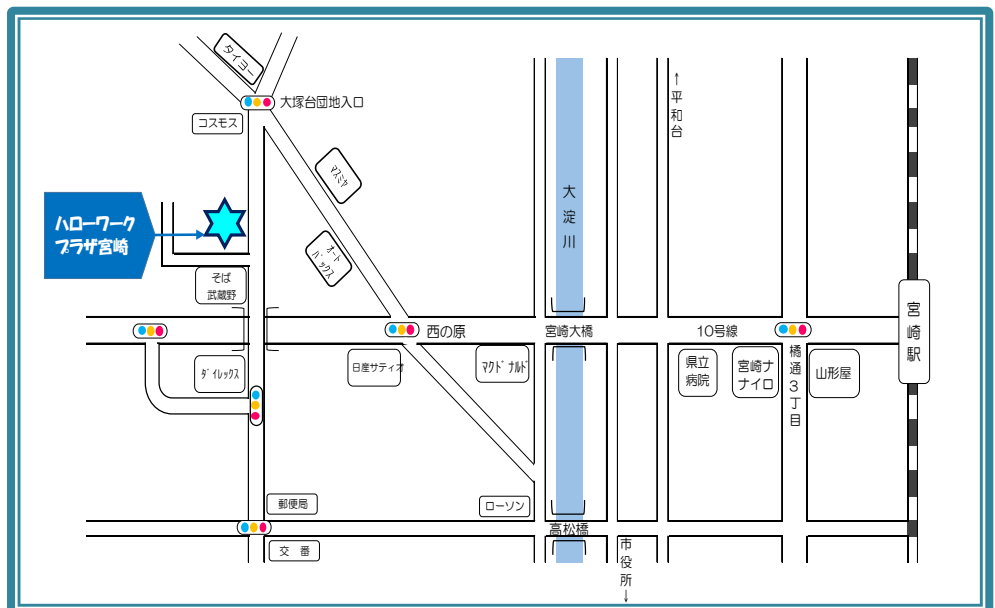 タイヨー
大塚台団地入口
コスモス
↑平和台
マスミヤ
大淀川
ハローワーク
プラザ宮崎
オート
バックス
そば
武蔵野
西の原
宮崎大橋
10号線
宮崎駅
ダイレックス
日産サティオ
マクドナルド
県立
病院
宮崎ナ
ナイロ
橘通3丁目
山形屋
郵便局
ローソン
高松橋
交番
市役所↓